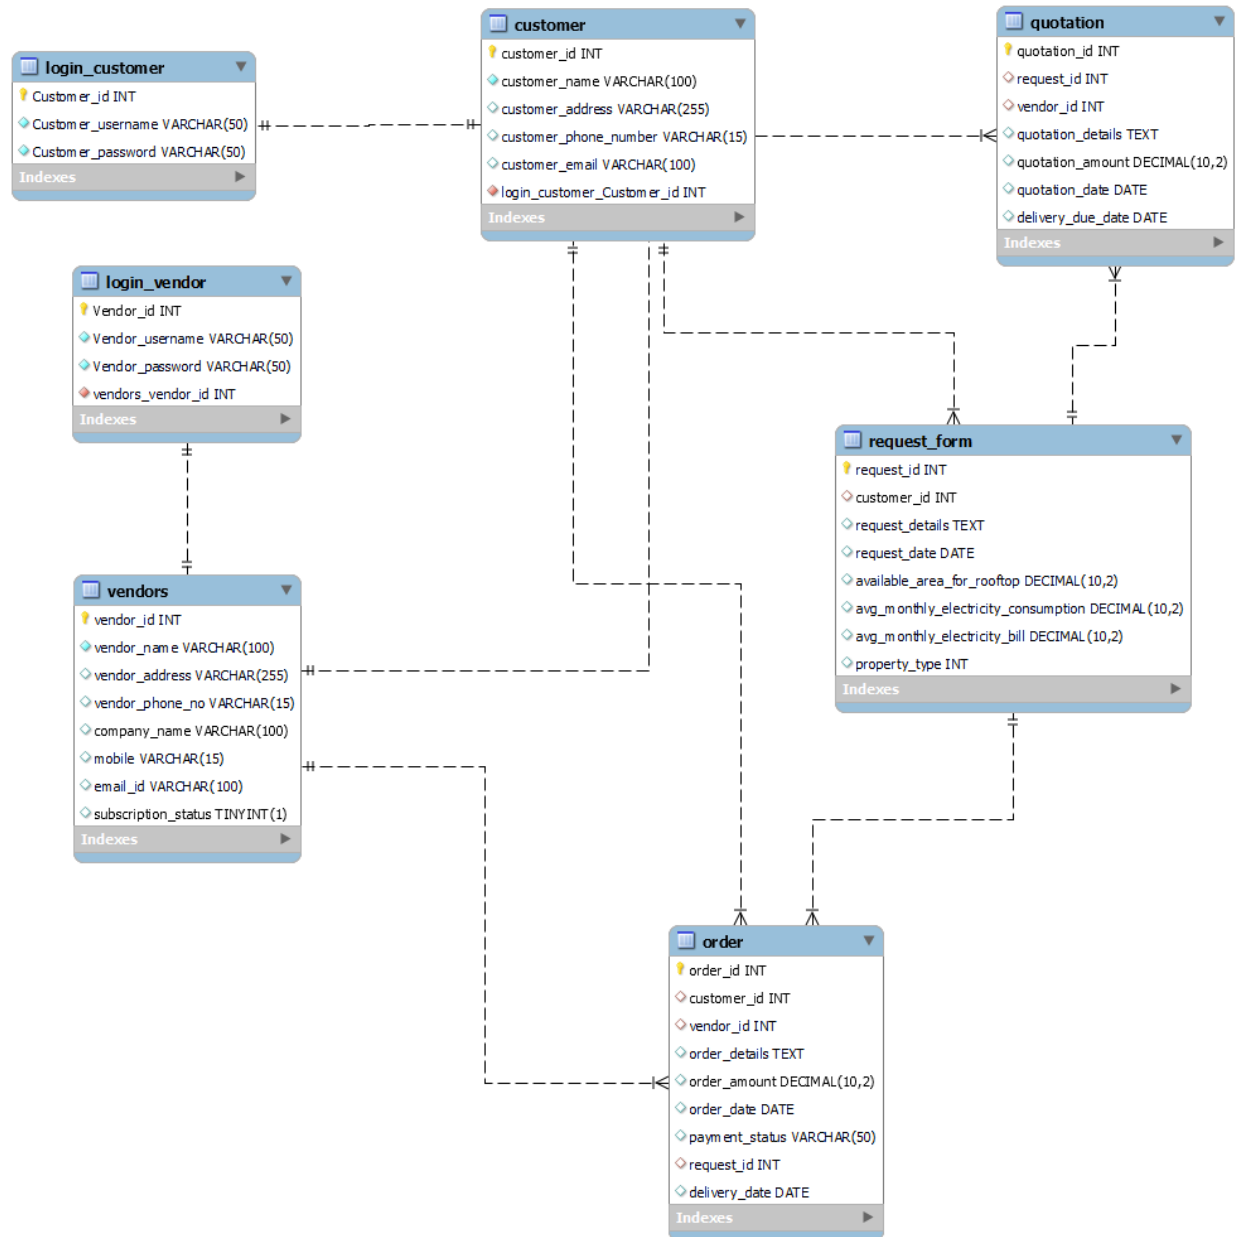 login_customer
Customer_id INT
Customer_username VARCHAR(50)
Customer_password VARCHAR(50)
Indexes
customer
customer_id INT
customer_name VARCHAR(100)
customer_address VARCHAR(255)
customer_phone_number VARCHAR(15)
customer_email VARCHAR(100)
login_customer_Customer_id INT
Indexes
quotation
quotation_id INT
request_id INT
vendor_id INT
quotation_details TEXT
quotation_amount DECIMAL(10,2)
quotation_date DATE
delivery_due_date DATE
Indexes
login_vendor
Vendor_id INT
Vendor_username VARCHAR(50)
Vendor_password VARCHAR(50)
vendors_vendor_id INT
Indexes
request_form
request_id INT
customer_id INT
request_details TEXT
request_date DATE
available_area_for_rooftop DECIMAL(10,2)
avg_monthly_electricity_consumption DECIMAL(10,2)
avg_monthly_electricity_bill DECIMAL(10,2)
property_type INT
Indexes
vendors
vendor_id INT
vendor_name VARCHAR(100)
vendor_address VARCHAR(255)
vendor_phone_no VARCHAR(15)
company_name VARCHAR(100)
mobile VARCHAR(15)
email_id VARCHAR(100)
subscription_status TINYINT(1)
Indexes
order
order_id INT
customer_id INT
vendor_id INT
order_details TEXT
order_amount DECIMAL(10,2)
order_date DATE
payment_status VARCHAR(50)
request_id INT
delivery_date DATE
Indexes